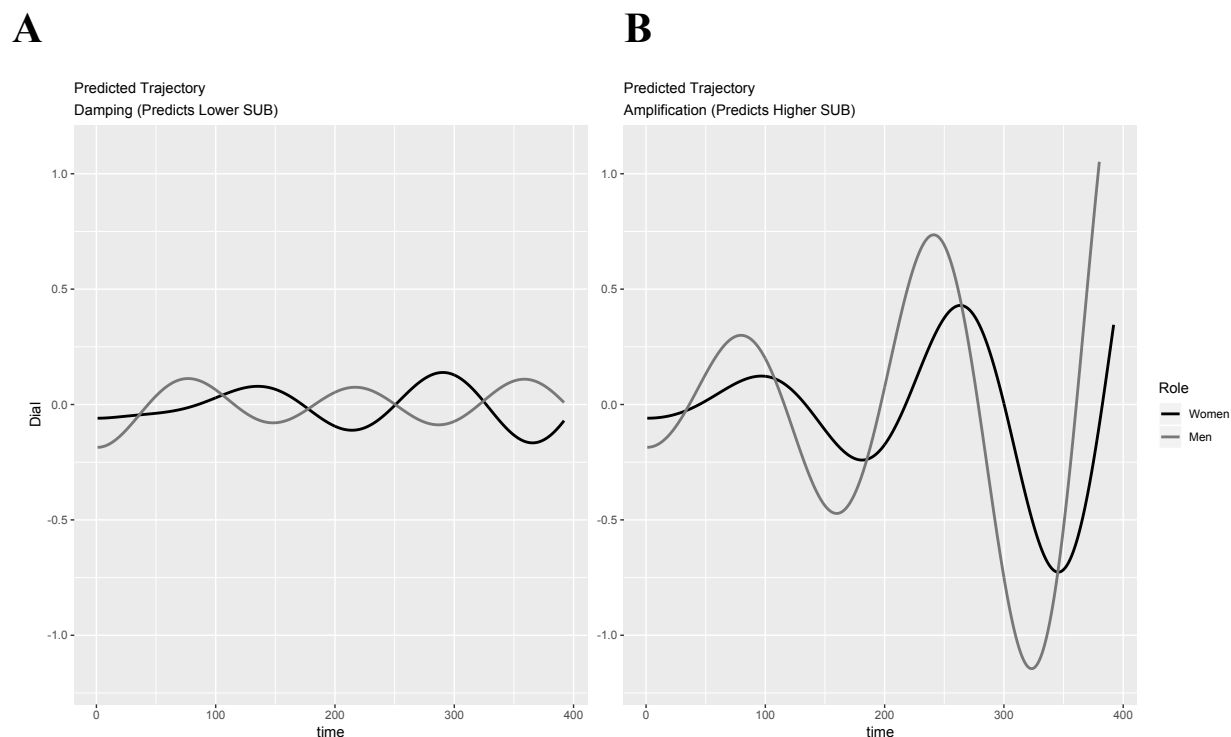 A
B
Predicted Trajectory
Damping (Predicts Lower SUB)
Predicted Trajectory
Amplification (Predicts Higher SUB)
1.0
0.5
0.0
-0.5
-1.0
Dial
0 100 200 300 400
time
1.0
0.5
0.0
-0.5
-1.0
0 100 200 300 400
time
Role
Women
Men